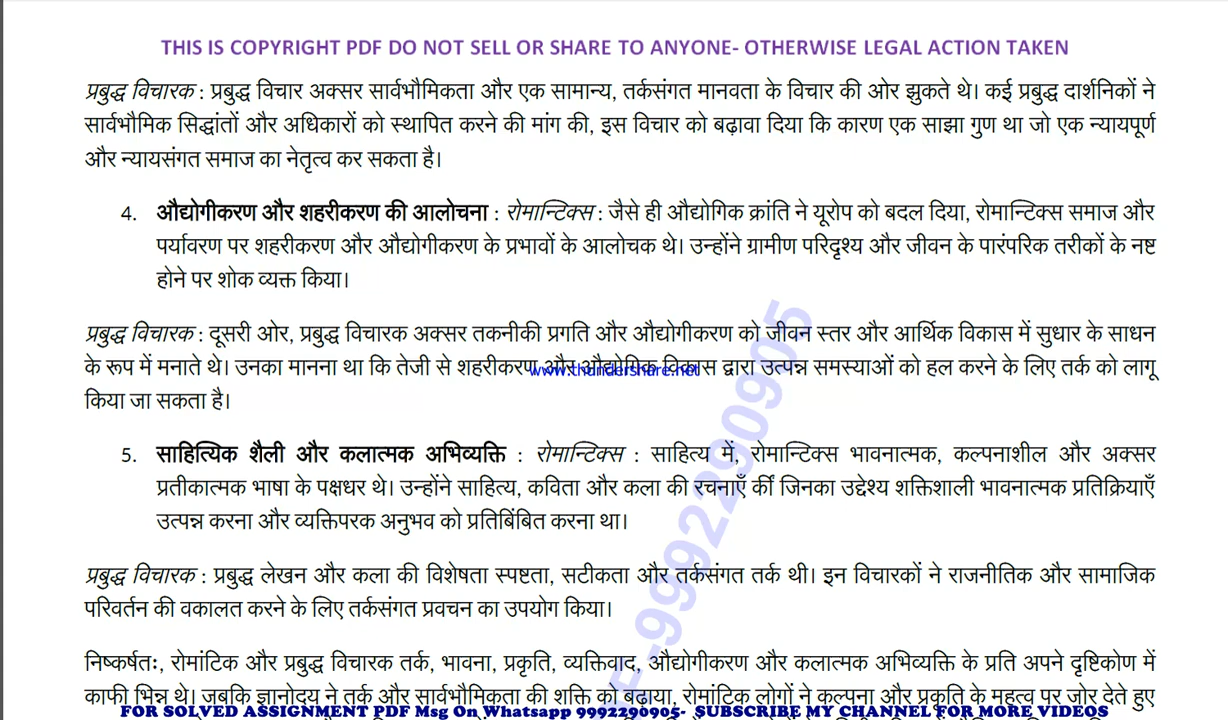 THIS IS COPYRIGHT PDF DO NOT SELL OR SHARE TO ANYONE- OTHERWISE LEGAL ACTION TAKEN
प्रबुद्ध विचारक : प्रबुद्ध विचार अक्सर सार्वभौमिकता और एक सामान्य, तर्कसंगत मानवता के विचार की ओर झुकते थे। कई प्रबुद्ध दार्शनिकों ने
सार्वभौमिक सिद्धांतों और अधिकारों को स्थापित करने की मांग की, इस विचार को बढ़ावा दिया कि कारण एक साझा गुण था जो एक न्यायपूर्ण
और न्यायसंगत समाज का नेतृत्व कर सकता है।
4. औद्योगीकरण और शहरीकरण की आलोचना : रोमान्टिक्स : जैसे ही औद्योगिक क्रांति ने यूरोप को बदल दिया, रोमान्टिक्स समाज और
पर्यावरण पर शहरीकरण और औद्योगीकरण के प्रभावों के आलोचक थे। उन्होंने ग्रामीण परिदृश्य और जीवन के पारंपरिक तरीकों के नष्ट
होने पर शोक व्यक्त किया।
प्रबुद्ध विचारक : दूसरी ओर, प्रबुद्ध विचारक अक्सर तकनीकी प्रगति और औद्योगीकरण को जीवन स्तर और आर्थिक विकास में सुधार के साधन
के रूप में मनाते थे। उनका मानना था कि तेजी से शहरीकरण और औद्योगिक विकास द्वारा उत्पन्न समस्याओं को हल करने के लिए तर्क को लागू
www.thundershare.net
किया जा सकता है।
5. साहित्यिक शैली और कलात्मक अभिव्यक्ति : रोमान्टिक्स : साहित्य में, रोमान्टिक्स भावनात्मक, कल्पनाशील और अक्सर
प्रतीकात्मक भाषा के पक्षधर थे। उन्होंने साहित्य, कविता और कला की रचनाएँ कीं जिनका उद्देश्य शक्तिशाली भावनात्मक प्रतिक्रियाएँ
उत्पन्न करना और व्यक्तिपरक अनुभव को प्रतिबिंबित करना था।
प्रबुद्ध विचारक : प्रबुद्ध लेखन और कला की विशेषता स्पष्टता, सटीकता और तर्कसंगत तर्क थी। इन विचारकों ने राजनीतिक और सामाजिक
परिवर्तन की वकालत करने के लिए तर्कसंगत प्रवचन का उपयोग किया।
निष्कर्षतः, रोमांटिक और प्रबुद्ध विचारक तर्क, भावना, प्रकृति, व्यक्तिवाद, औद्योगीकरण और कलात्मक अभिव्यक्ति के प्रति अपने दृष्टिकोण में
काफी भिन्न थे। जबकि ज्ञानोदय ने तर्क और सार्वभौमिकता की शक्ति को बढ़ाया, रोमांटिक लोगों ने कल्पना और प्रकृति के महत्व पर जोर देते हुए
FOR SOLVED ASSIGNMENT PDF Msg On Whatsapp 9992290905- SUBSCRIBE MY CHANNEL FOR MORE VIDEOS
-9992290905